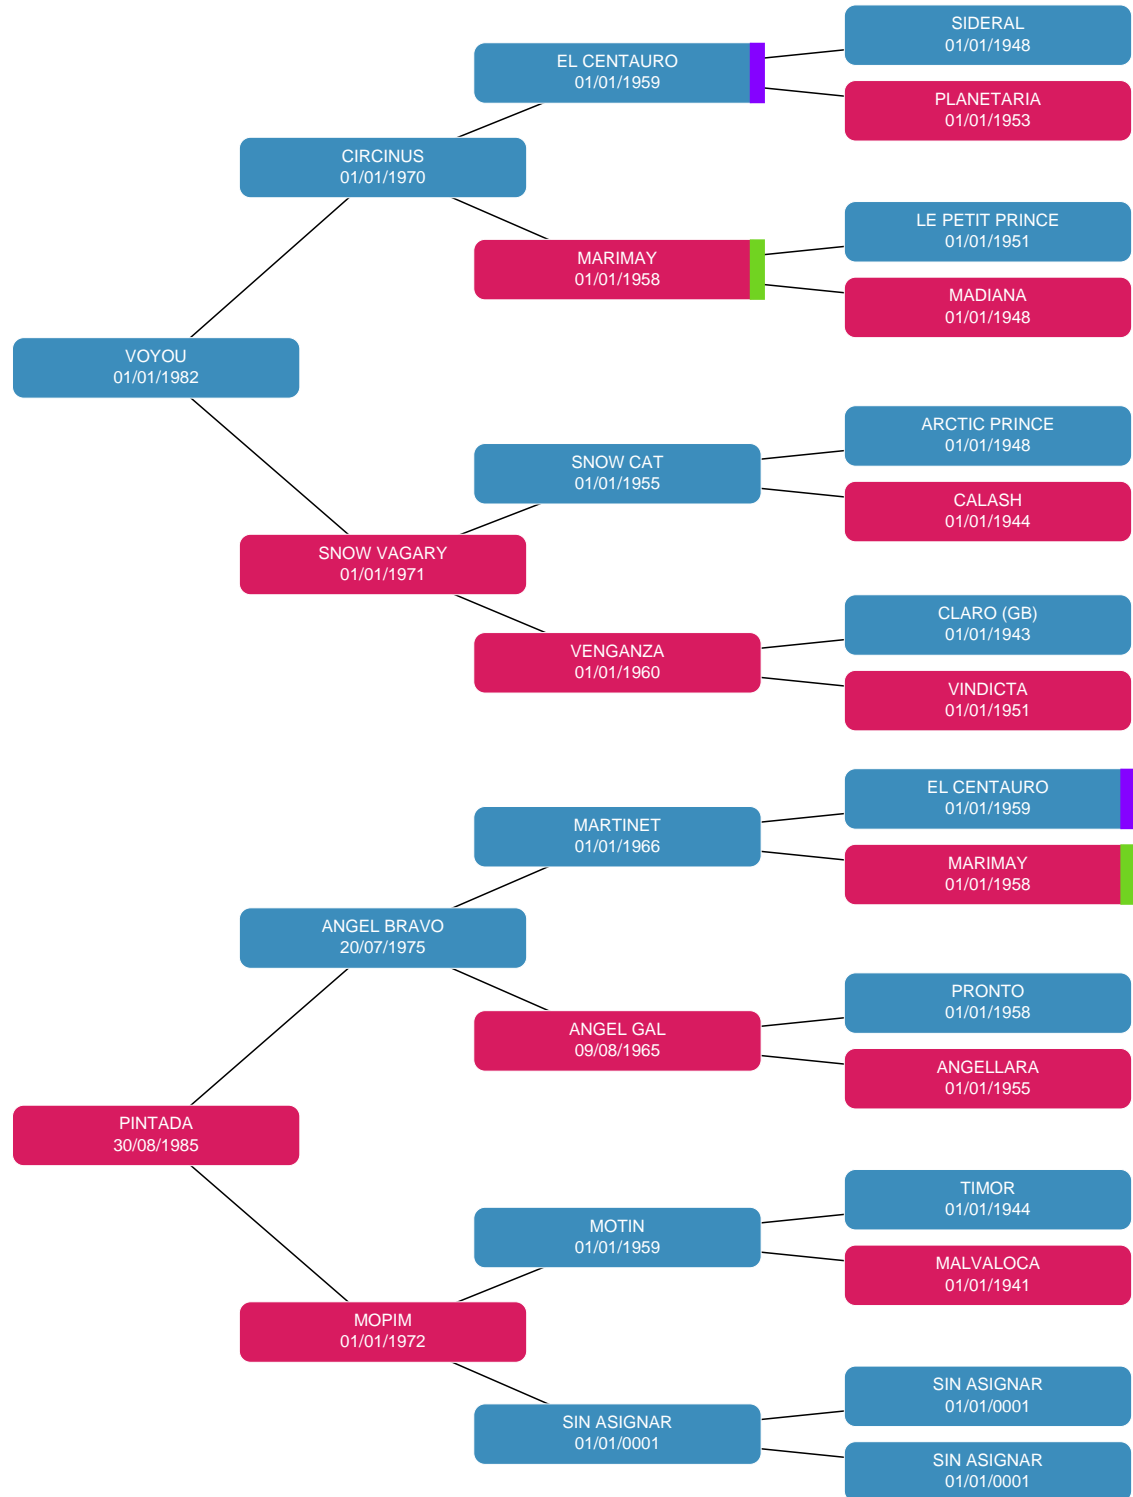 SIDERAL
01/01/1948
EL CENTAURO
01/01/1959
PLANETARIA
01/01/1953
CIRCINUS
01/01/1970
LE PETIT PRINCE
01/01/1951
MARIMAY
01/01/1958
MADIANA
01/01/1948
VOYOU
01/01/1982
ARCTIC PRINCE
01/01/1948
SNOW CAT
01/01/1955
CALASH
01/01/1944
SNOW VAGARY
01/01/1971
CLARO (GB)
01/01/1943
VENGANZA
01/01/1960
VINDICTA
01/01/1951
EL CENTAURO
01/01/1959
MARTINET
01/01/1966
MARIMAY
01/01/1958
ANGEL BRAVO
20/07/1975
PRONTO
01/01/1958
ANGEL GAL
09/08/1965
ANGELLARA
01/01/1955
PINTADA
30/08/1985
TIMOR
01/01/1944
MOTIN
01/01/1959
MALVALOCA
01/01/1941
MOPIM
01/01/1972
SIN ASIGNAR
01/01/0001
SIN ASIGNAR
01/01/0001
SIN ASIGNAR
01/01/0001